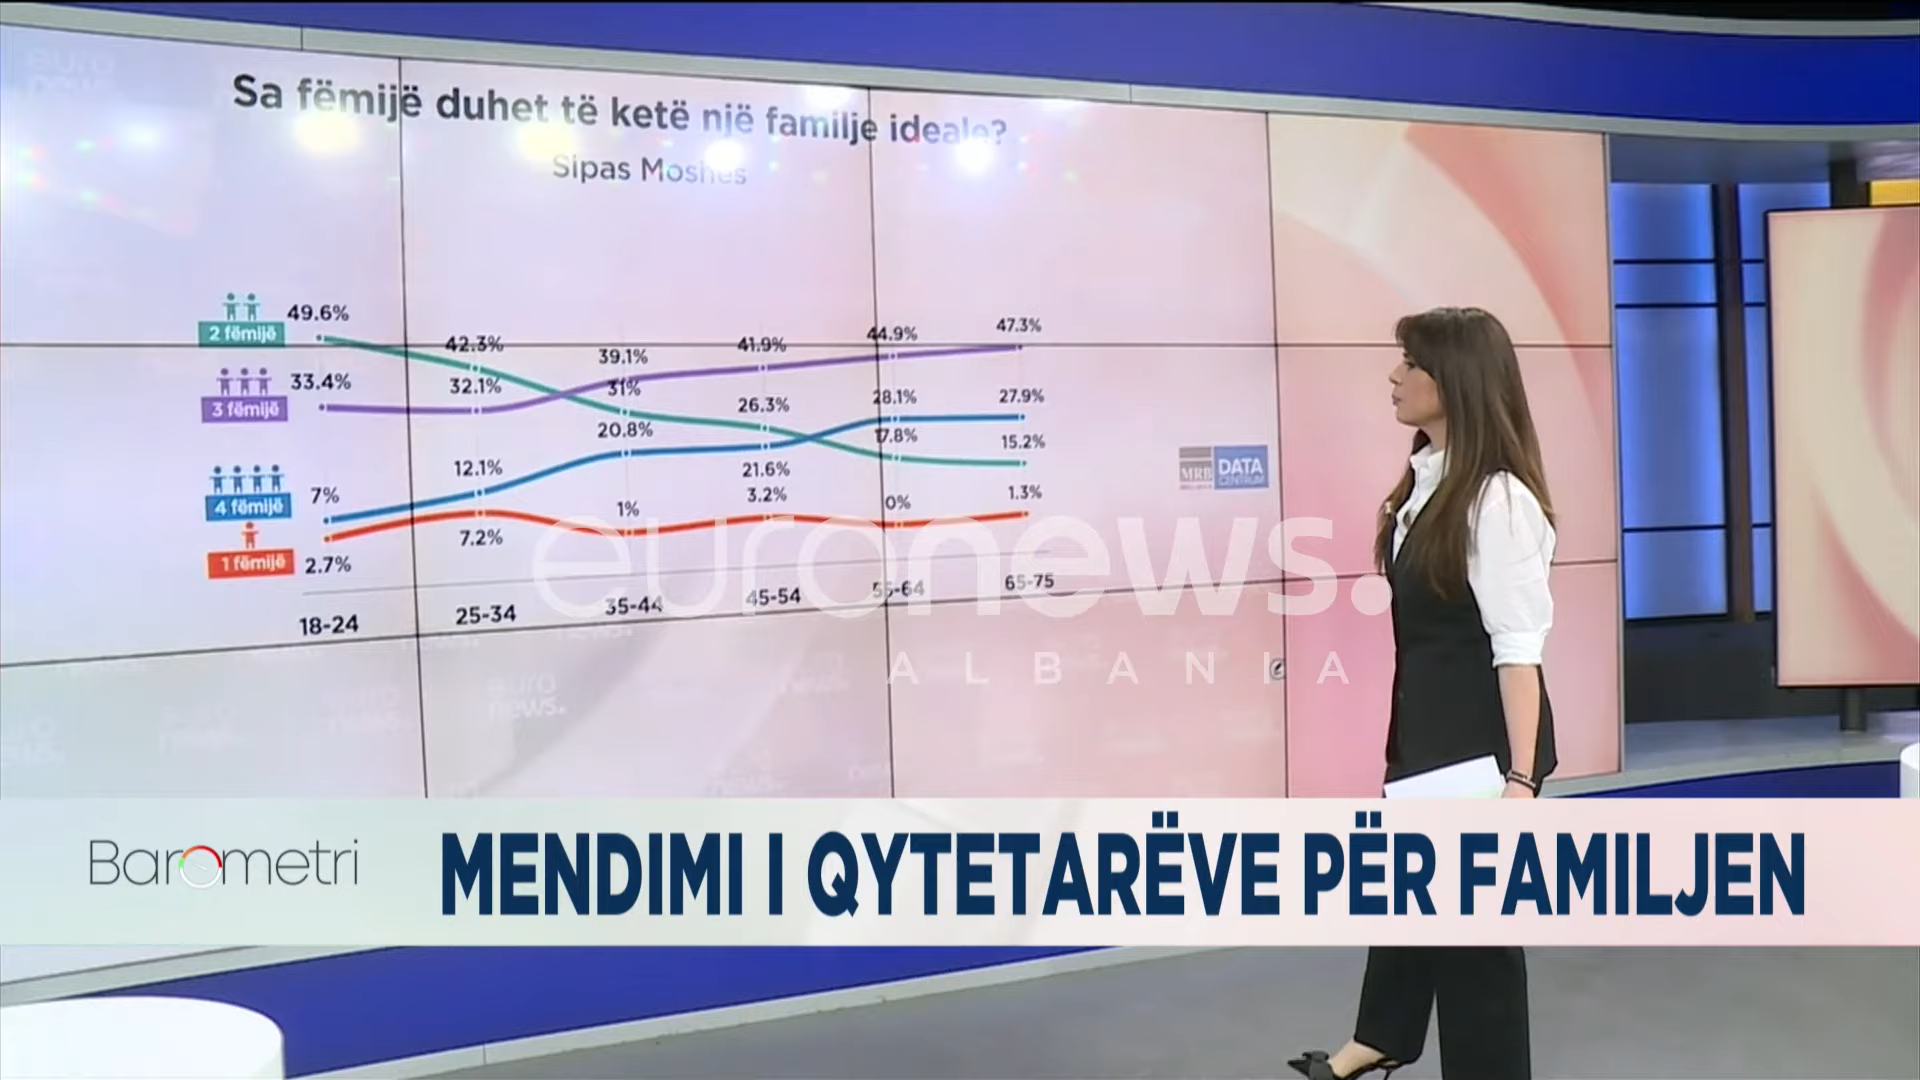 Sa fëmijë duhet të ketë një familje ideale?
Sipas Moshës
2 fëmijë 49.6% 42.3% 31% 26.3% 17.8% 15.2%
3 fëmijë 33.4% 32.1% 39.1% 41.9% 44.9% 47.3%
4 fëmijë 7% 12.1% 20.8% 21.6% 28.1% 27.9%
1 fëmijë 2.7% 7.2% 1% 3.2% 0% 1.3%
18-24 25-34 35-44 45-54 55-64 65-75
MRB
DATA
CENTRUM
euronews.
ALBANIA
euro
news.
Barometri
MENDIMI I QYTETARËVE PËR FAMILJEN